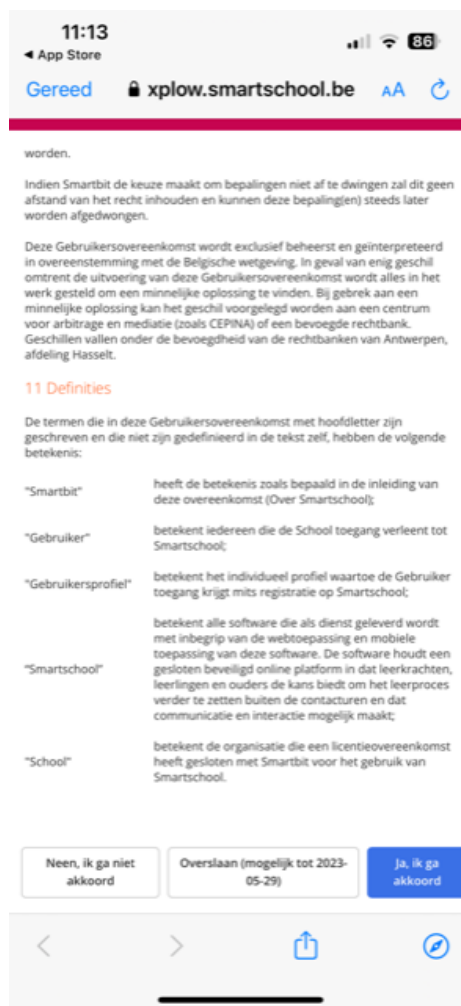 11:13
◀ App Store
86
Gereed
xplow.smartschool.be
AA
worden.
Indien Smartbit de keuze maakt om bepalingen niet af te dwingen zal dit geen
afstand van het recht inhouden en kunnen deze bepaling(en) steeds later
worden afgedwongen.
Deze Gebruikersovereenkomst wordt exclusief beheerst en geïnterpreteerd
in overeenstemming met de Belgische wetgeving. In geval van enig geschil
omtrent de uitvoering van deze Gebruikersovereenkomst wordt alles in het
werk gesteld om een minnelijke oplossing te vinden. Bij gebrek aan een
minnelijke oplossing kan het geschil voorgelegd worden aan een centrum
voor arbitrage en mediatie (zoals CEPINA) of een bevoegde rechtbank.
Geschillen vallen onder de bevoegdheid van de rechtbanken van Antwerpen,
afdeling Hasselt.
11 Definities
De termen die in deze Gebruikersovereenkomst met hoofdletter zijn
geschreven en die niet zijn gedefinieerd in de tekst zelf, hebben de volgende
betekenis:
"Smartbit"
heeft de betekenis zoals bepaald in de inleiding van
deze overeenkomst (Over Smartschool);
"Gebruiker"
betekent iedereen die de School toegang verleent tot
Smartschool;
"Gebruikersprofiel"
betekent het individueel profiel waartoe de Gebruiker
toegang krijgt mits registratie op Smartschool;
"Smartschool"
betekent alle software die als dienst geleverd wordt
met inbegrip van de webtoepassing en mobiele
toepassing van deze software. De software houdt een
gesloten beveiligd online platform in dat leerkrachten,
leerlingen en ouders de kans biedt om het leerproces
verder te zetten buiten de contacturen en dat
communicatie en interactie mogelijk maakt;
"School"
betekent de organisatie die een licentieovereenkomst
heeft gesloten met Smartbit voor het gebruik van
Smartschool.
Neen, ik ga niet
akkoord
Overslaan (mogelijk tot 2023-
05-29)
Ja, ik ga
akkoord